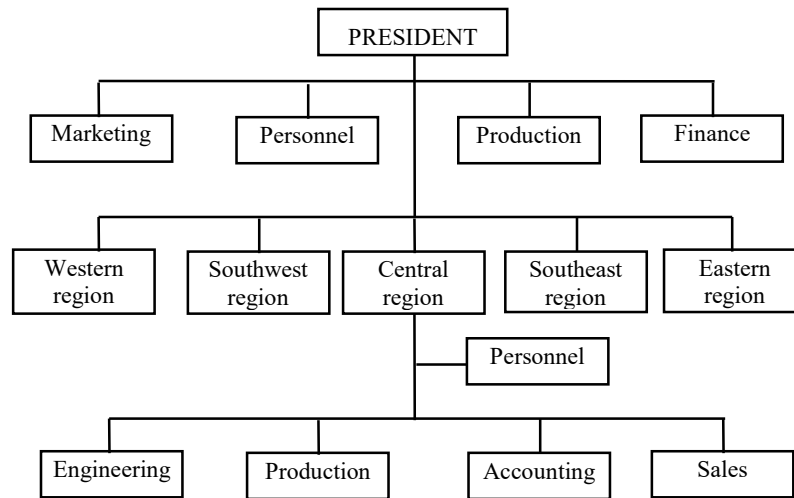 PRESIDENT
Marketing
Personnel
Production
Finance
Western
region
Southwest
region
Central
region
Southeast
region
Eastern
region
Personnel
Engineering
Production
Accounting
Sales